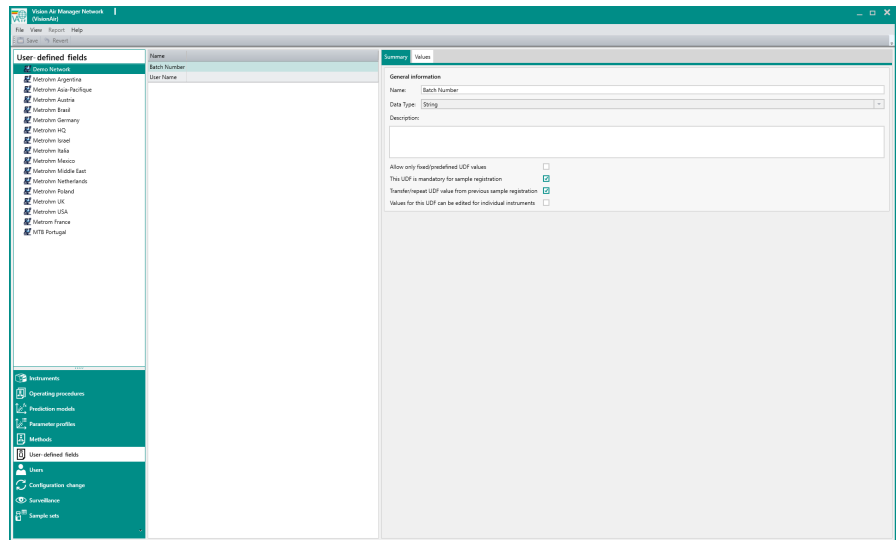 Vision Air Manager Network
(VisionAir)
File View Report Help
Save Revert
User-defined fields
Demo Network
Metrohm Argentina
Metrohm Asia-Pacifique
Metrohm Austria
Metrohm Brasil
Metrohm Germany
Metrohm HQ
Metrohm Israel
Metrohm Italia
Metrohm Mexico
Metrohm Middle East
Metrohm Netherlands
Metrohm Poland
Metrohm UK
Metrohm USA
Metrom France
MTB Portugal
Instruments
Operating procedures
Prediction models
Parameter profiles
Methods
User-defined fields
Users
Configuration change
Surveillance
Sample sets
Name
Batch Number
User Name
Summary Values
General information
Name: Batch Number
Data Type: String
Description:
Allow only fixed/predefined UDF values
This UDF is mandatory for sample registration
Transfer/repeat UDF value from previous sample registration
Values for this UDF can be edited for individual instruments